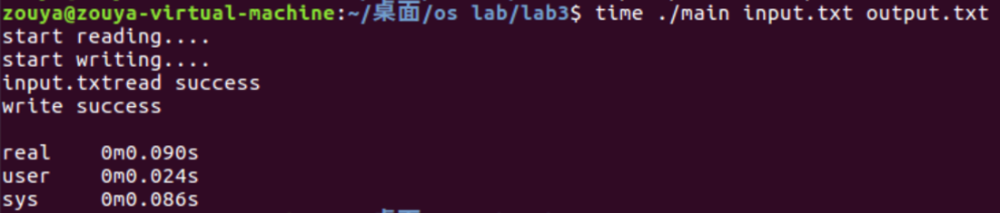 zouya@zouya-virtual-machine:~/桌面/os lab/lab3$ time ./main input.txt output.txt
start reading....
start writing....
input.txtread success
write success
real    0m0.090s
user    0m0.024s
sys     0m0.086s